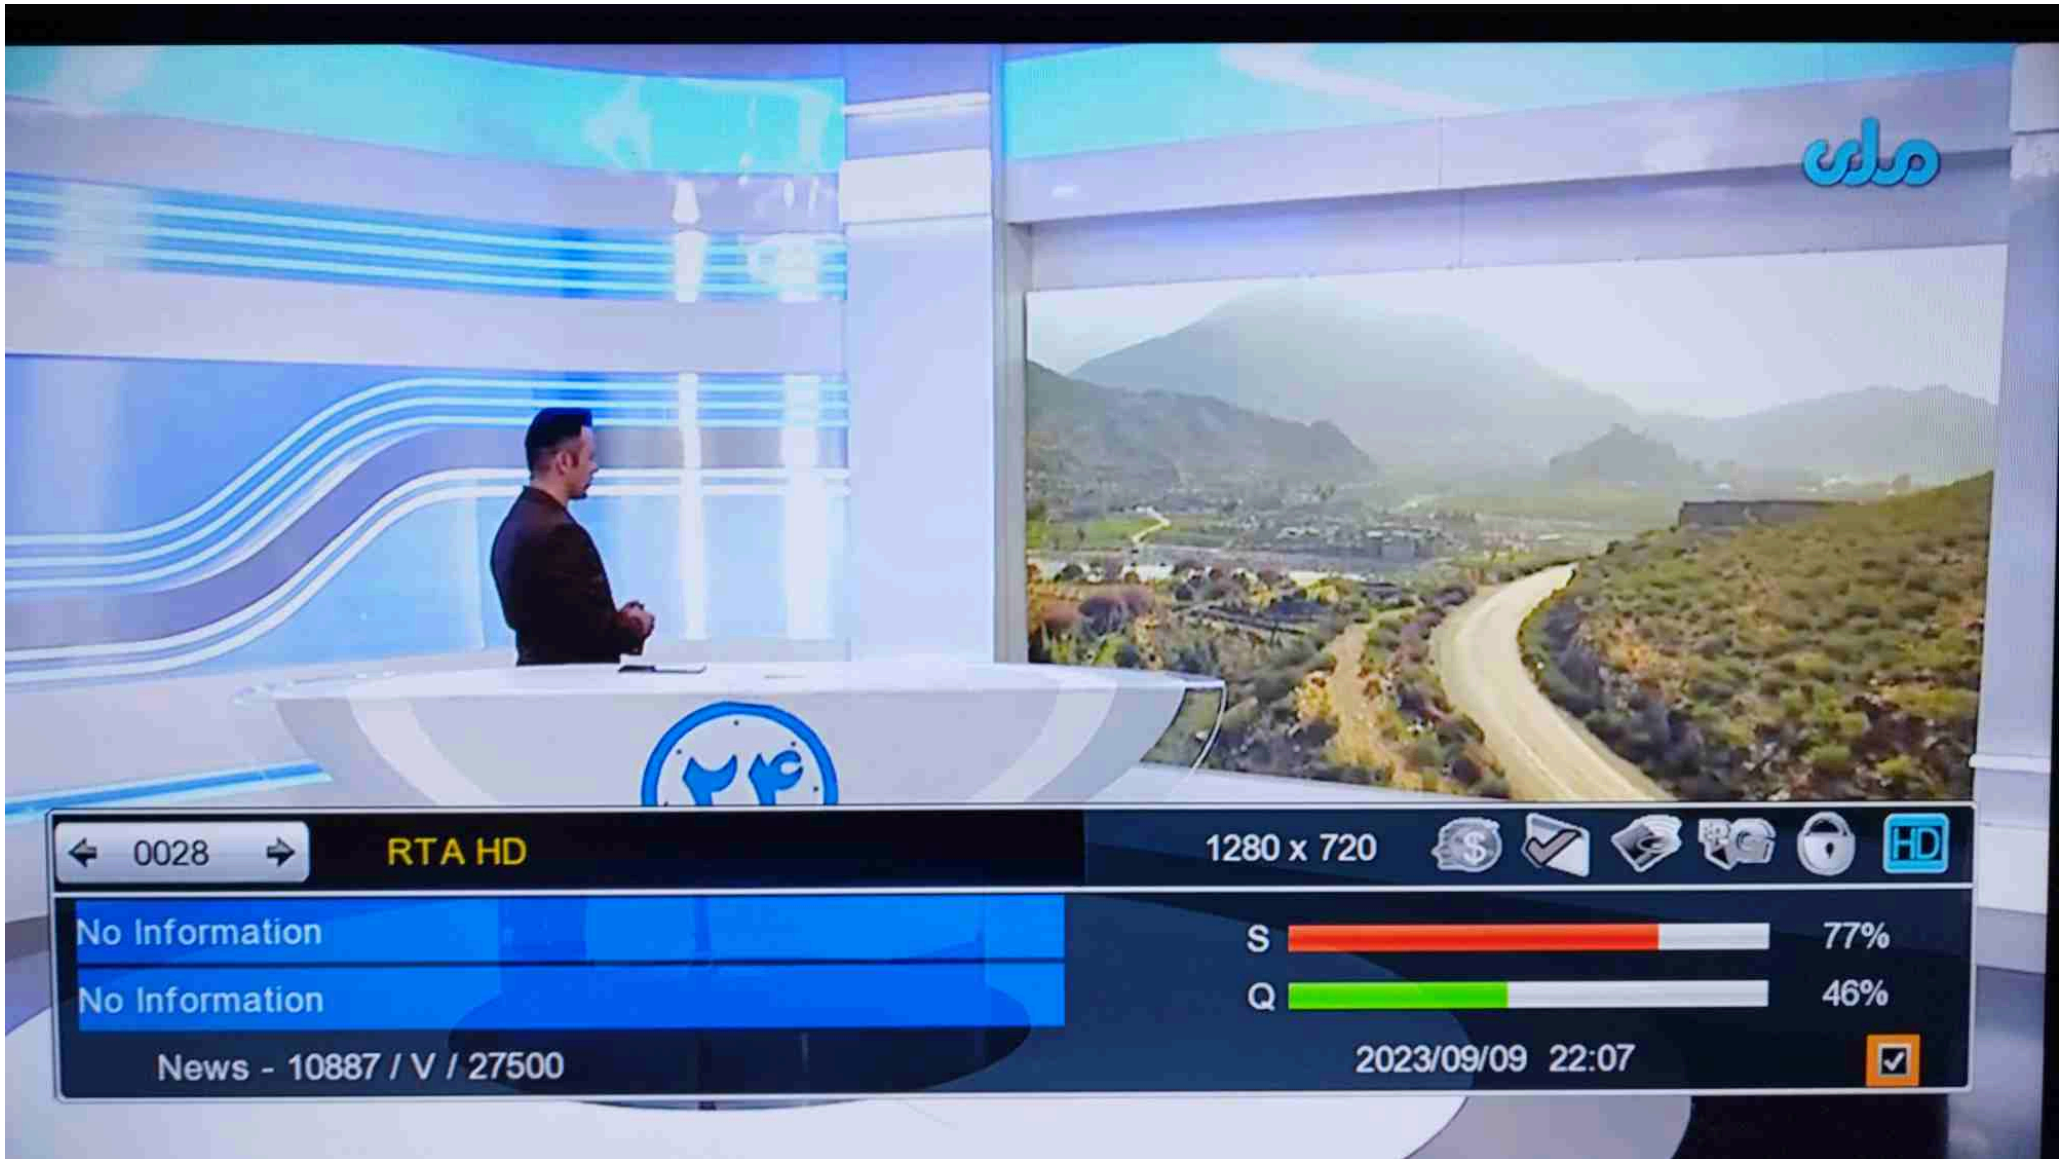 ملی
۲۴
0028 RTA HD 1280 x 720 HD
No Information
S 77%
No Information
Q 46%
News - 10887 / V / 27500 2023/09/09 22:07